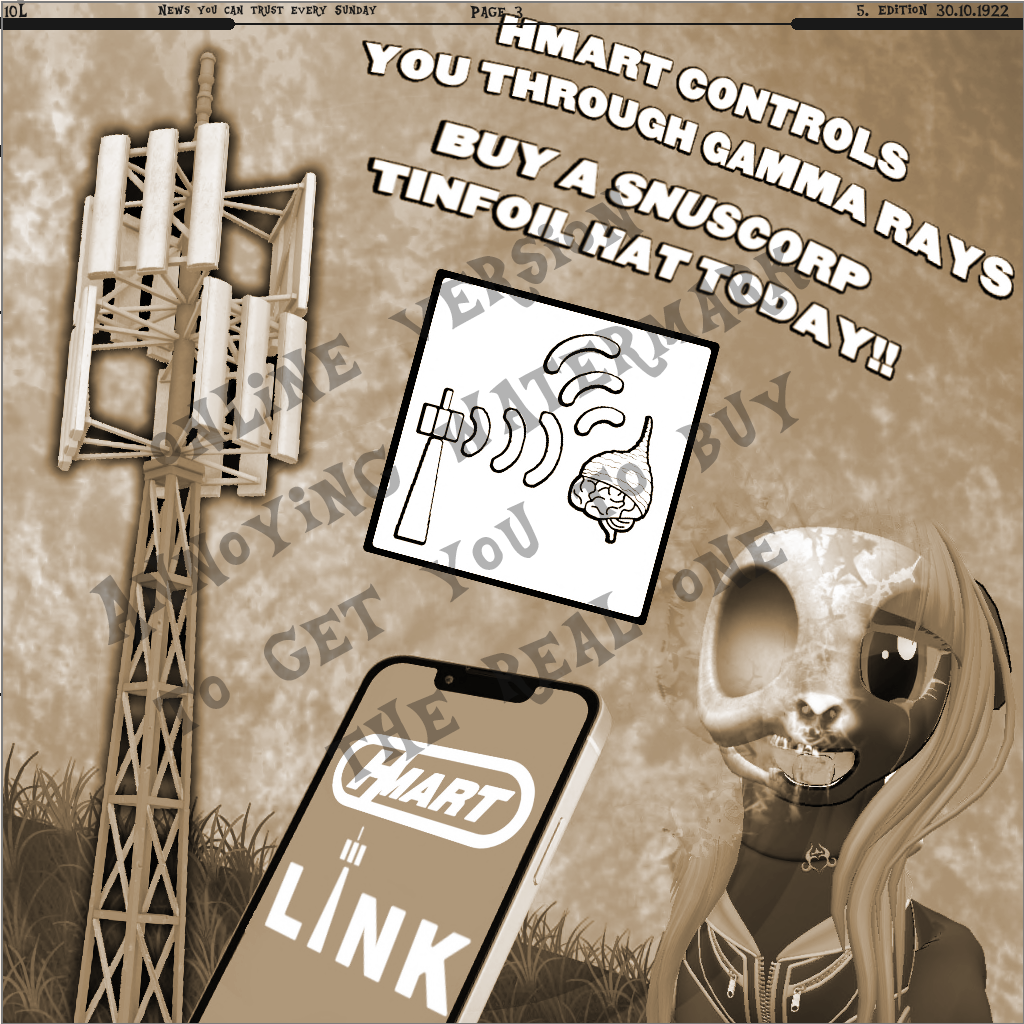 10L News you can trust every Sunday PAGE 3 5. Edition 30.10.1922
HMART CONTROLS
YOU THROUGH GAMMA RAYS
BUY A SNUSCORP
TINFOIL HAT TODAY!!
ONLINE VERSION
ANNOYING WATERMARK
TO GET YOU TO BUY
THE REAL ONE
HMART
LINK